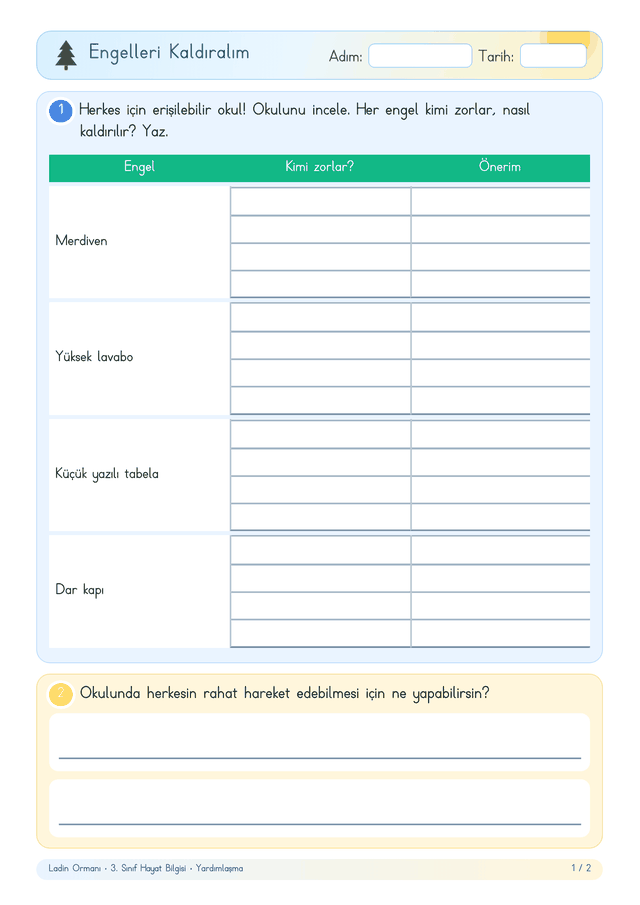 Engelleri Kaldıralım
Adım:
Tarih:
1
Herkes için erişilebilir okul! Okulunu incele. Her engel kimi zorlar, nasıl
kaldırılır? Yaz.
Engel Kimi zorlar? Önerim
Merdiven
Yüksek lavabo
Küçük yazılı tabela
Dar kapı
2
Okulunda herkesin rahat hareket edebilmesi için ne yapabilirsin?
Ladin Ormanı • 3. Sınıf Hayat Bilgisi • Yardımlaşma
1 / 2